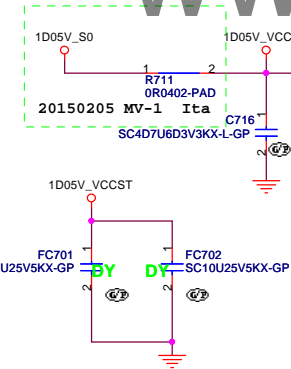 1D05V_S0
1D05V_VCC
1 2
R711
0R0402-PAD
20150205 MV-1 Ita
C716
SC4D7U6D3V3KX-L-GP
1
2
G/P
1D05V_VCCST
FC701
U25V5KX-GP
1
2
DY
G/P
DY
FC702
SC10U25V5KX-GP
1
2
G/P